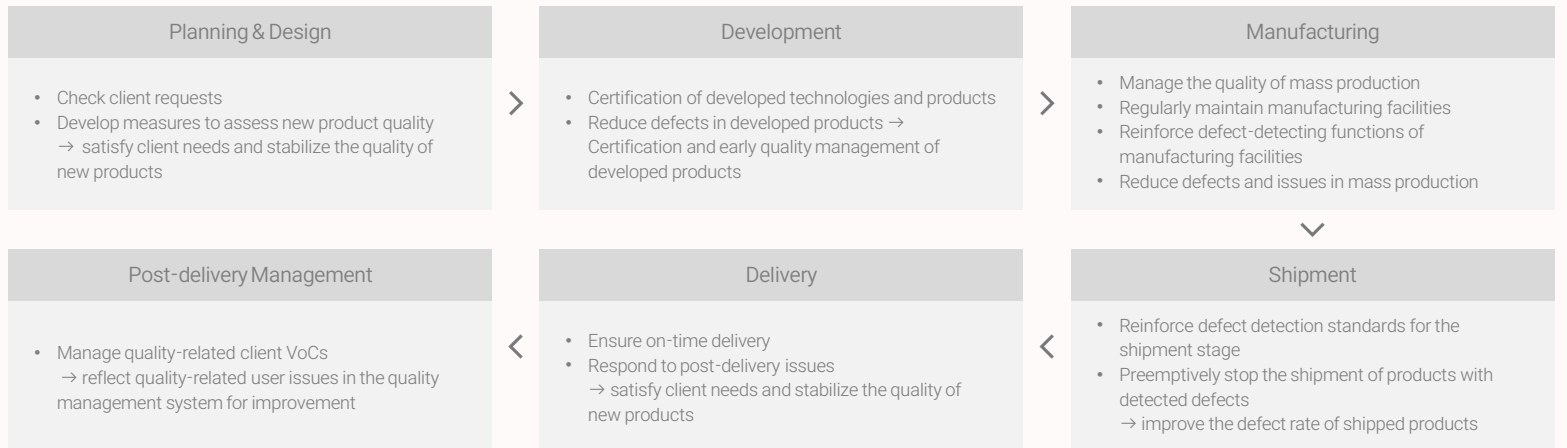 Planning & Design
• Check client requests
• Develop measures to assess new product quality
→ satisfy client needs and stabilize the quality of
new products
Development
• Certification of developed technologies and products
• Reduce defects in developed products →
Certification and early quality management of
developed products
Manufacturing
• Manage the quality of mass production
• Regularly maintain manufacturing facilities
• Reinforce defect-detecting functions of
manufacturing facilities
• Reduce defects and issues in mass production
Shipment
• Reinforce defect detection standards for the
shipment stage
• Preemptively stop the shipment of products with
detected defects
→ improve the defect rate of shipped products
Delivery
• Ensure on-time delivery
• Respond to post-delivery issues
→ satisfy client needs and stabilize the quality of
new products
Post-delivery Management
• Manage quality-related client VoCs
→ reflect quality-related user issues in the quality
management system for improvement